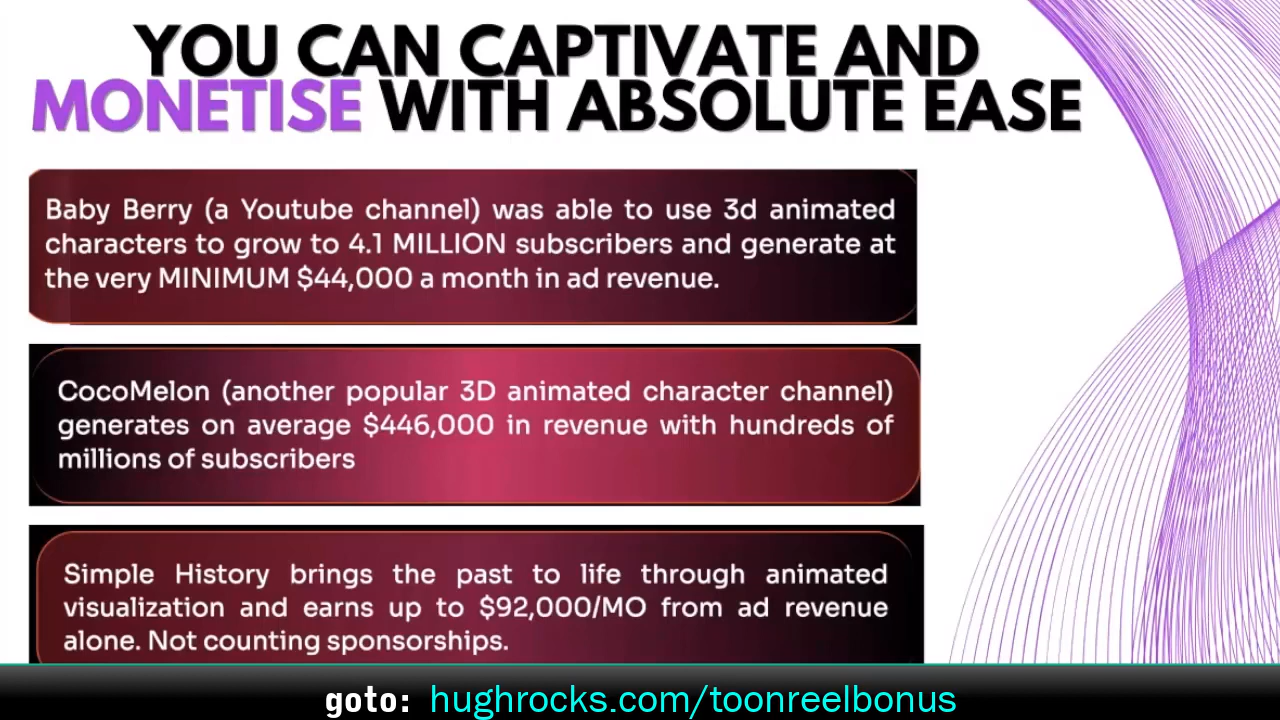 YOU CAN CAPTIVATE AND
MONETISE WITH ABSOLUTE EASE
Baby Berry (a Youtube channel) was able to use 3d animated
characters to grow to 4.1 MILLION subscribers and generate at
the very MINIMUM $44,000 a month in ad revenue.
CocoMelon (another popular 3D animated character channel)
generates on average $446,000 in revenue with hundreds of
millions of subscribers
Simple History brings the past to life through animated
visualization and earns up to $92,000/MO from ad revenue
alone. Not counting sponsorships.
goto: hughrocks.com/toonreelbonus